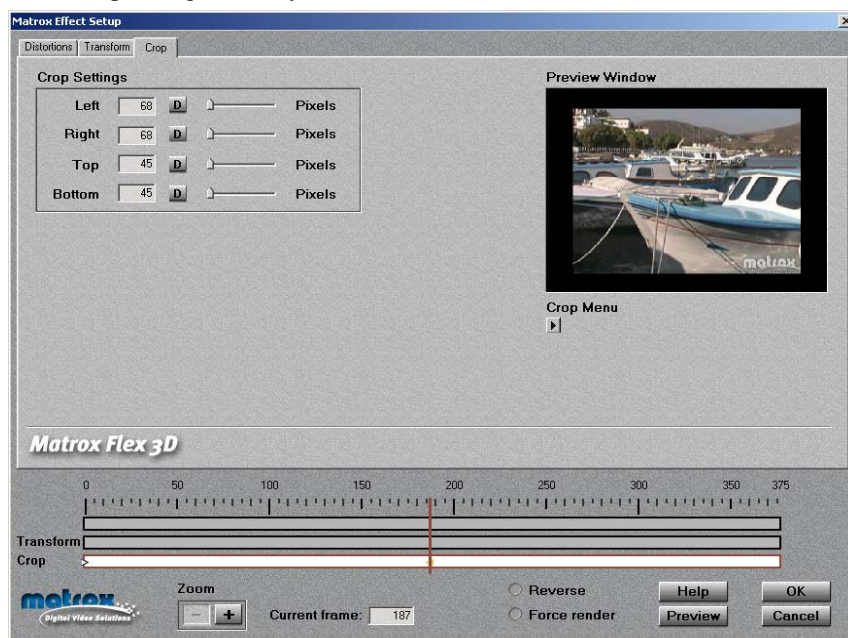 Matrox Effect Setup
Distortions Transform Crop
Crop Settings
Left 68 D Pixels
Right 68 D Pixels
Top 45 D Pixels
Bottom 45 D Pixels
Preview Window
matrox
Crop Menu
Matrox Flex 3D
0 50 100 150 200 250 300 350 375
Transform
Crop
matrox
Digital Video Solutions
Zoom
- +
Current frame: 187
Reverse
Force render
Help
OK
Preview
Cancel